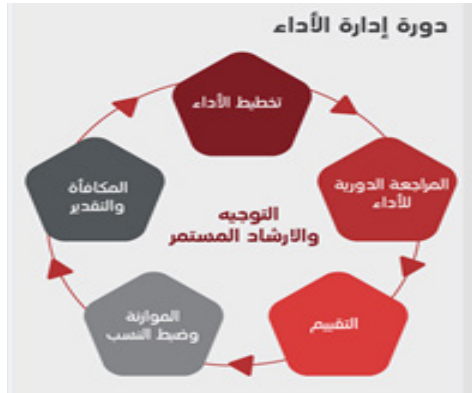 دورة إدارة الأداء
تخطيط الأداء
المراجعة الدورية
للأداء
التقييم
الموازنة
وضبط النسب
المكافأة
والتقدير
التوجيه
والارشاد المستمر